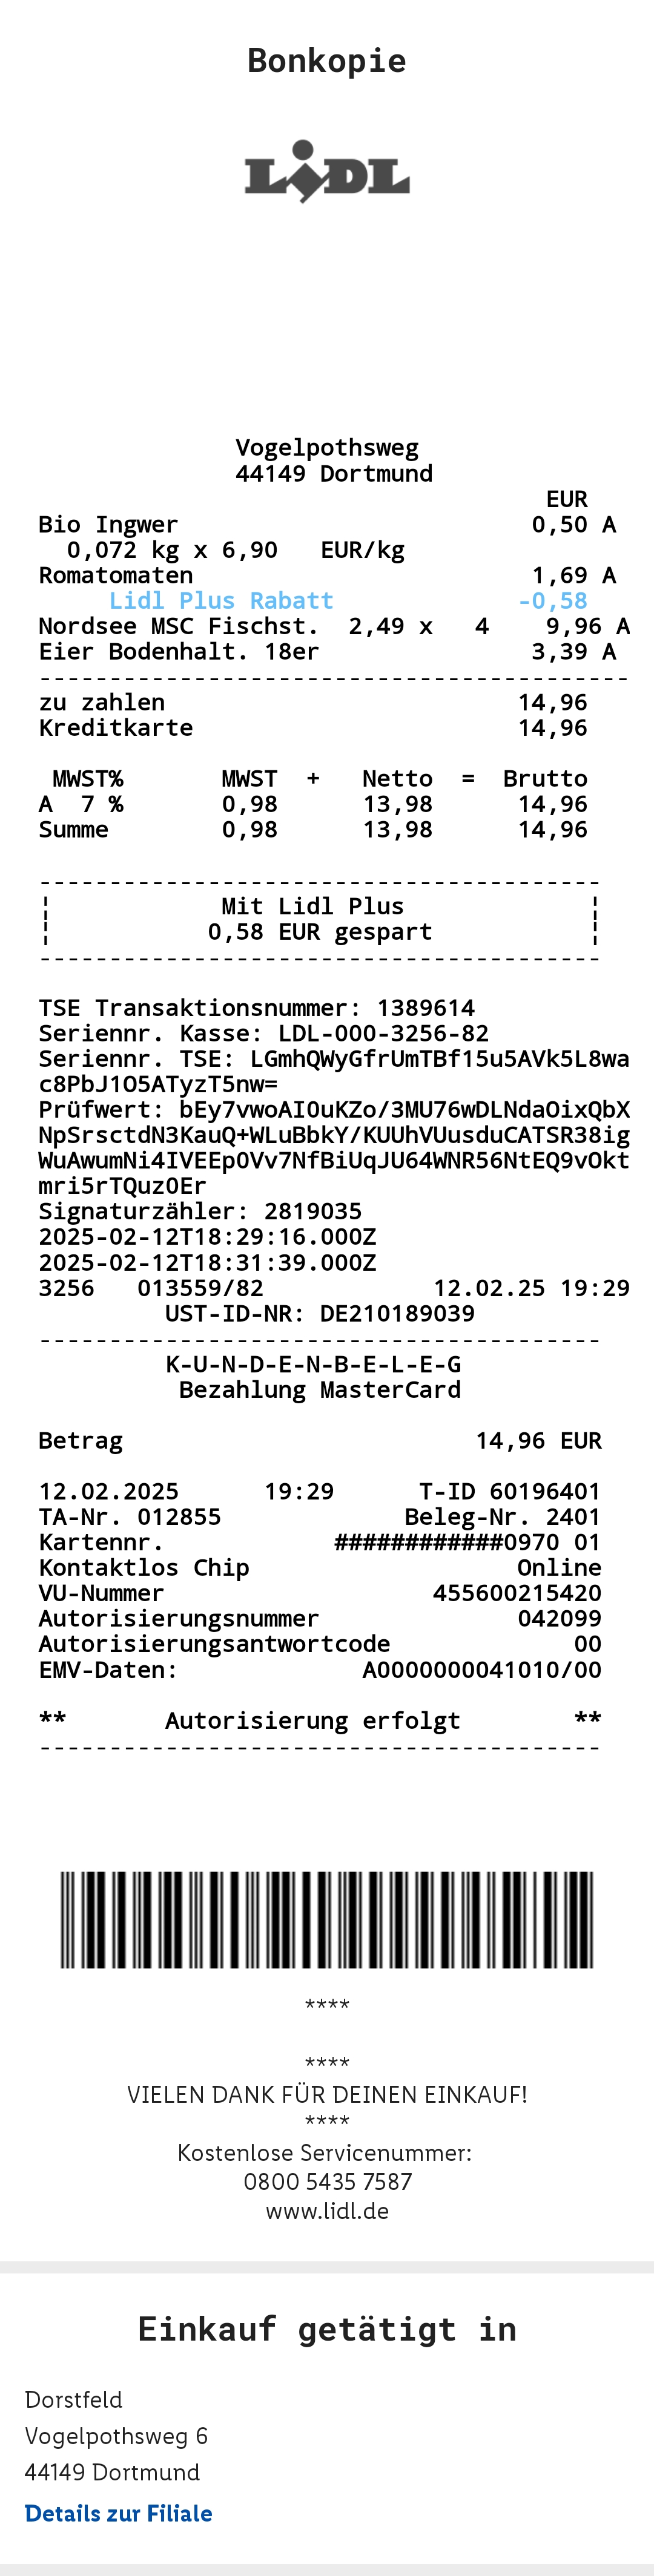 Bonkopie
LIDL
Vogelpothsweg
44149 Dortmund
EUR
Bio Ingwer 0,50 A
0,072 kg x 6,90 EUR/kg
Romatomaten 1,69 A
Lidl Plus Rabatt -0,58
Nordsee MSC Fischst. 2,49 x 4 9,96 A
Eier Bodenhalt. 18er 3,39 A
------------------------------------------
zu zahlen 14,96
Kreditkarte 14,96
MWST% MWST + Netto = Brutto
A 7 % 0,98 13,98 14,96
Summe 0,98 13,98 14,96
----------------------------------------
¦ Mit Lidl Plus ¦
¦ 0,58 EUR gespart ¦
----------------------------------------
TSE Transaktionsnummer: 1389614
Seriennr. Kasse: LDL-000-3256-82
Seriennr. TSE: LGmhQWyGfrUmTBf15u5AVk5L8wa
c8PbJ1O5ATyzT5nw=
Prüfwert: bEy7vwoAI0uKZo/3MU76wDLNdaOixQbX
NpSrsctdN3KauQ+WLuBbkY/KUUhVUusduCATSR38ig
WuAwumNi4IVEEp0Vv7NfBiUqJU64WNR56NtEQ9vOkt
mri5rTQuz0Er
Signaturzähler: 2819035
2025-02-12T18:29:16.000Z
2025-02-12T18:31:39.000Z
3256 013559/82 12.02.25 19:29
UST-ID-NR: DE210189039
----------------------------------------
K-U-N-D-E-N-B-E-L-E-G
Bezahlung MasterCard
Betrag 14,96 EUR
12.02.2025 19:29 T-ID 60196401
TA-Nr. 012855 Beleg-Nr. 2401
Kartennr. ############0970 01
Kontaktlos Chip Online
VU-Nummer 455600215420
Autorisierungsnummer 042099
Autorisierungsantwortcode 00
EMV-Daten: A0000000041010/00
** Autorisierung erfolgt **
----------------------------------------
****
****
VIELEN DANK FÜR DEINEN EINKAUF!
****
Kostenlose Servicenummer:
0800 5435 7587
www.lidl.de
Einkauf getätigt in
Dorstfeld
Vogelpothsweg 6
44149 Dortmund
Details zur Filiale